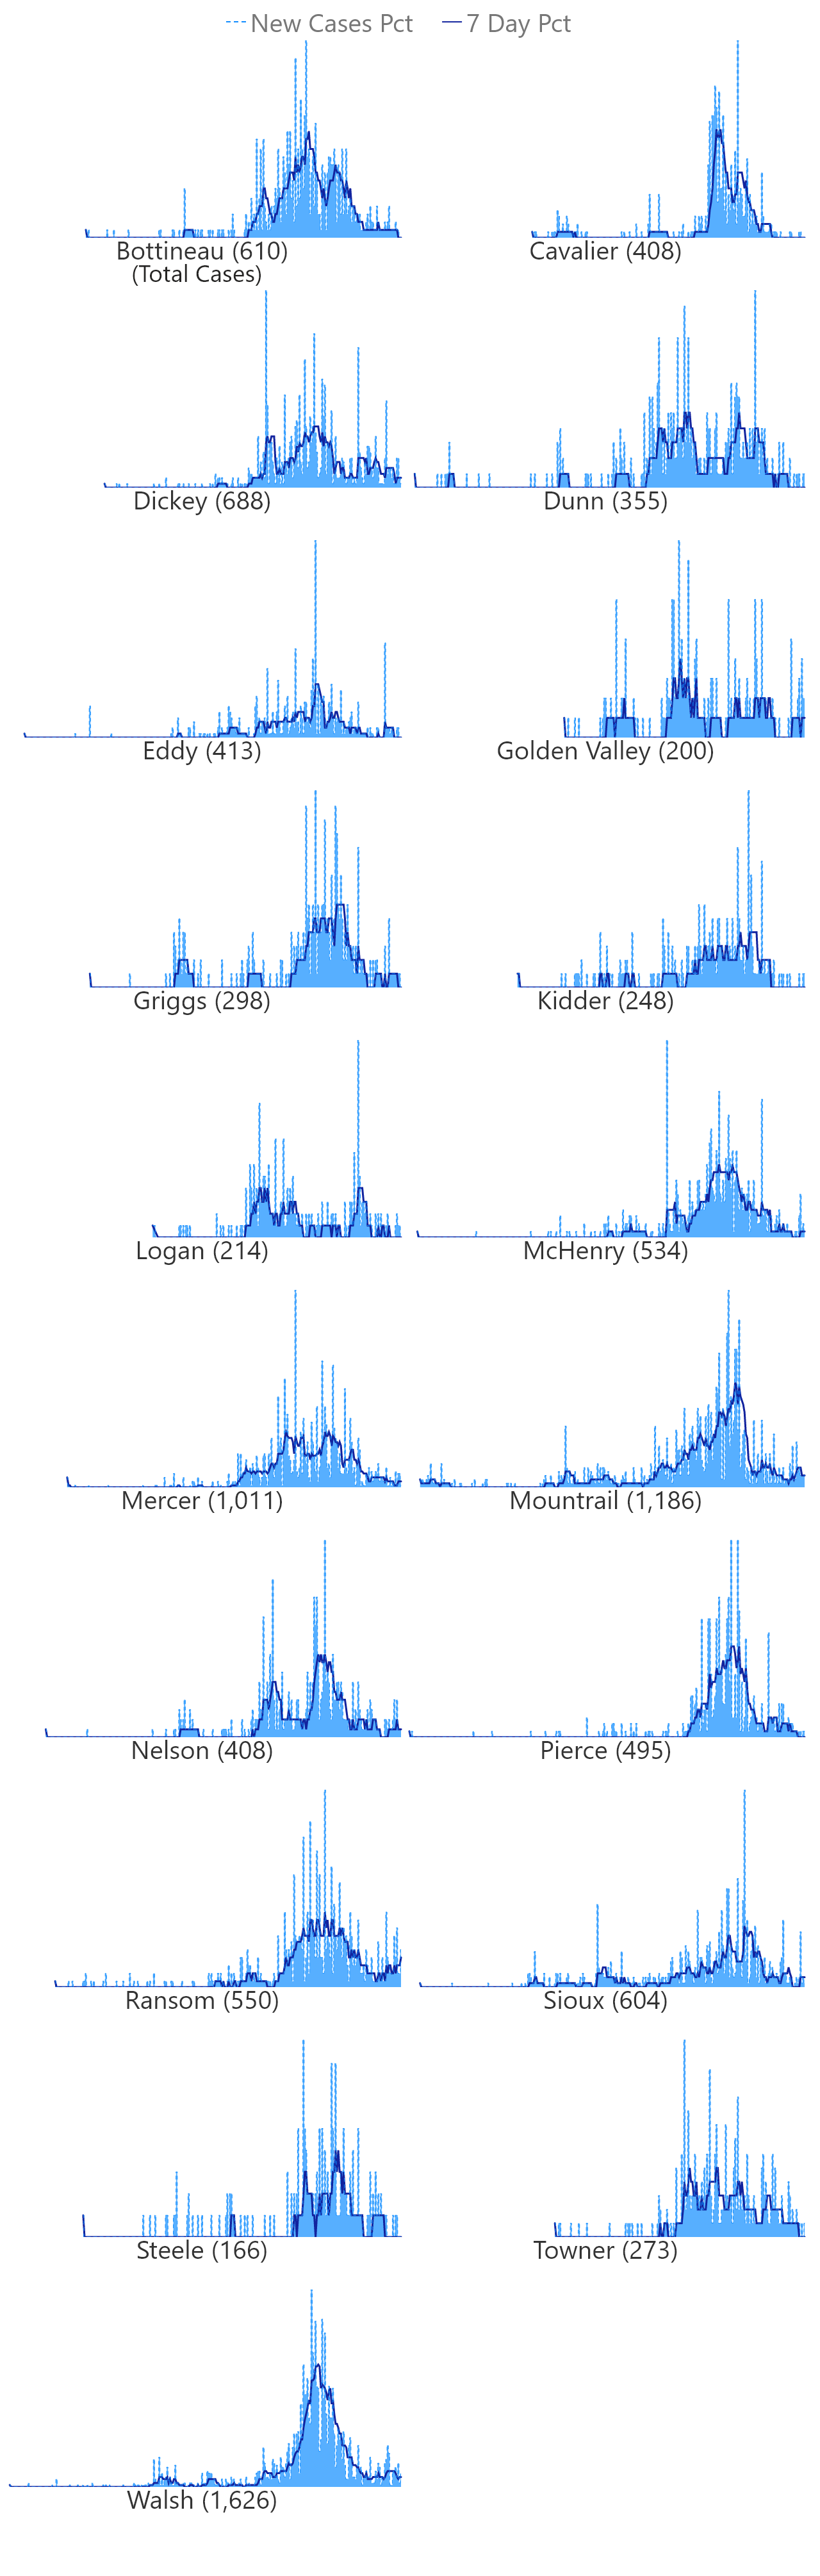 New Cases Pct 7 Day Pct
Bottineau (610) Cavalier (408)
(Total Cases)
Dickey (688) Dunn (355)
Eddy (413) Golden Valley (200)
Griggs (298) Kidder (248)
Logan (214) McHenry (534)
Mercer (1,011) Mountrail (1,186)
Nelson (408) Pierce (495)
Ransom (550) Sioux (604)
Steele (166) Towner (273)
Walsh (1,626)